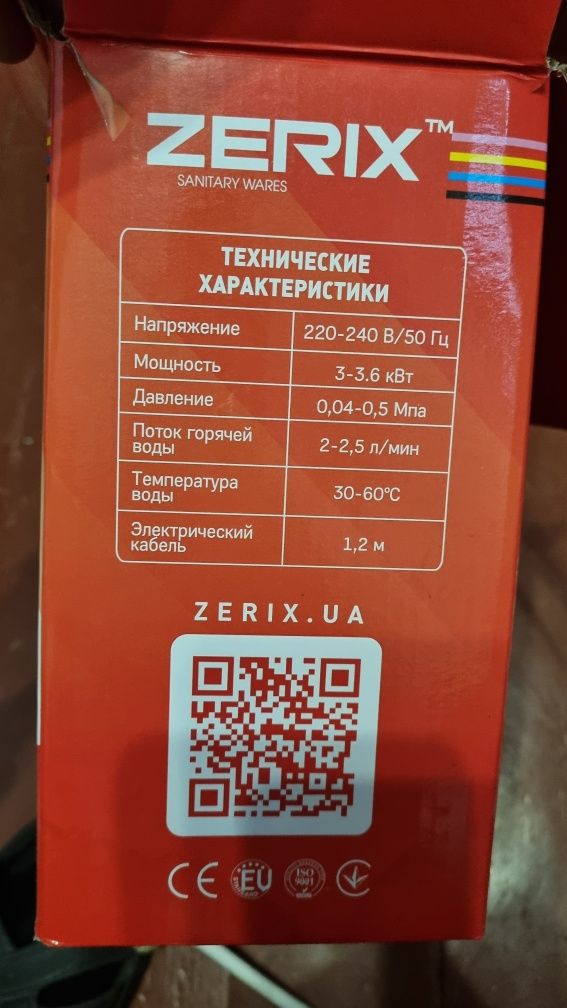 ZERIX™
SANITARY WARES
ТЕХНИЧЕСКИЕ
ХАРАКТЕРИСТИКИ
Напряжение 220-240 В/50 Гц
Мощность 3-3.6 кВт
Давление 0,04-0,5 Мпа
Поток горячей
воды 2-2,5 л/мин
Температура
воды 30-60°C
Электрический
кабель 1,2 м
ZERIX.UA
CE EU ISO
9001